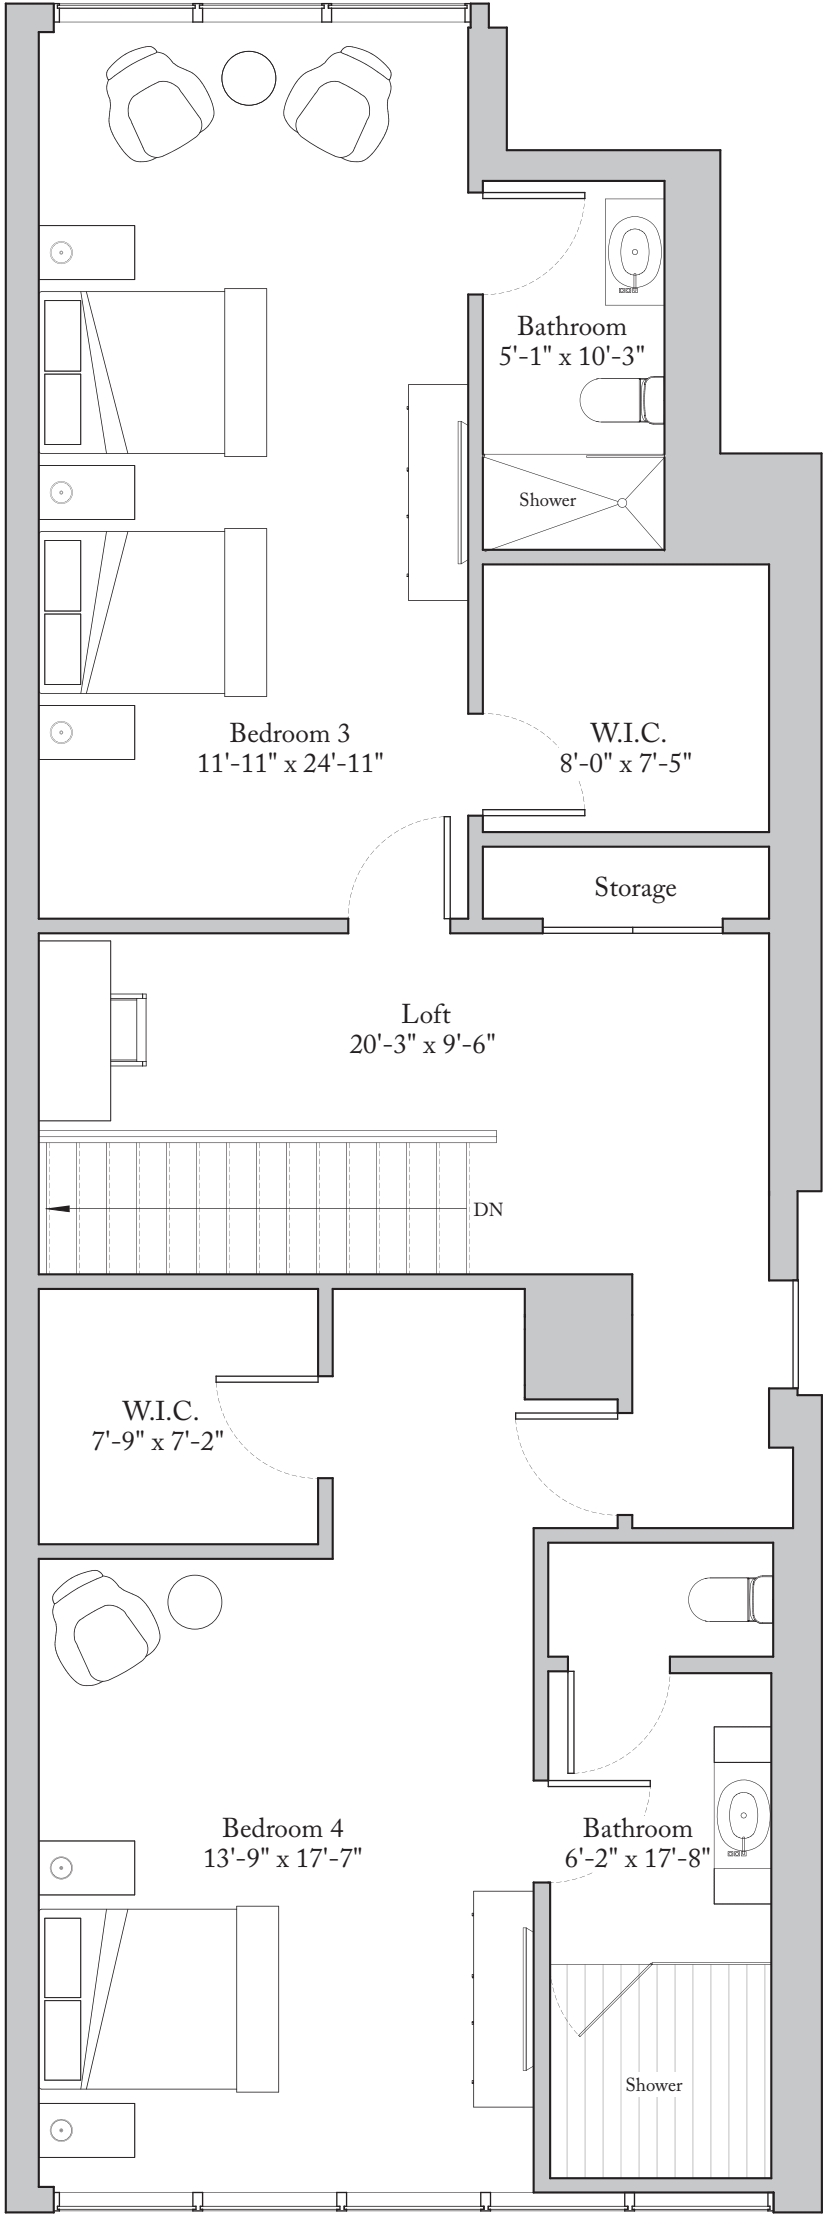 Bathroom
5'-1" x 10'-3"
Shower
Bedroom 3
11'-11" x 24'-11"
W.I.C.
8'-0" x 7'-5"
Storage
Loft
20'-3" x 9'-6"
DN
W.I.C.
7'-9" x 7'-2"
Bedroom 4
13'-9" x 17'-7"
Bathroom
6'-2" x 17'-8"
Shower